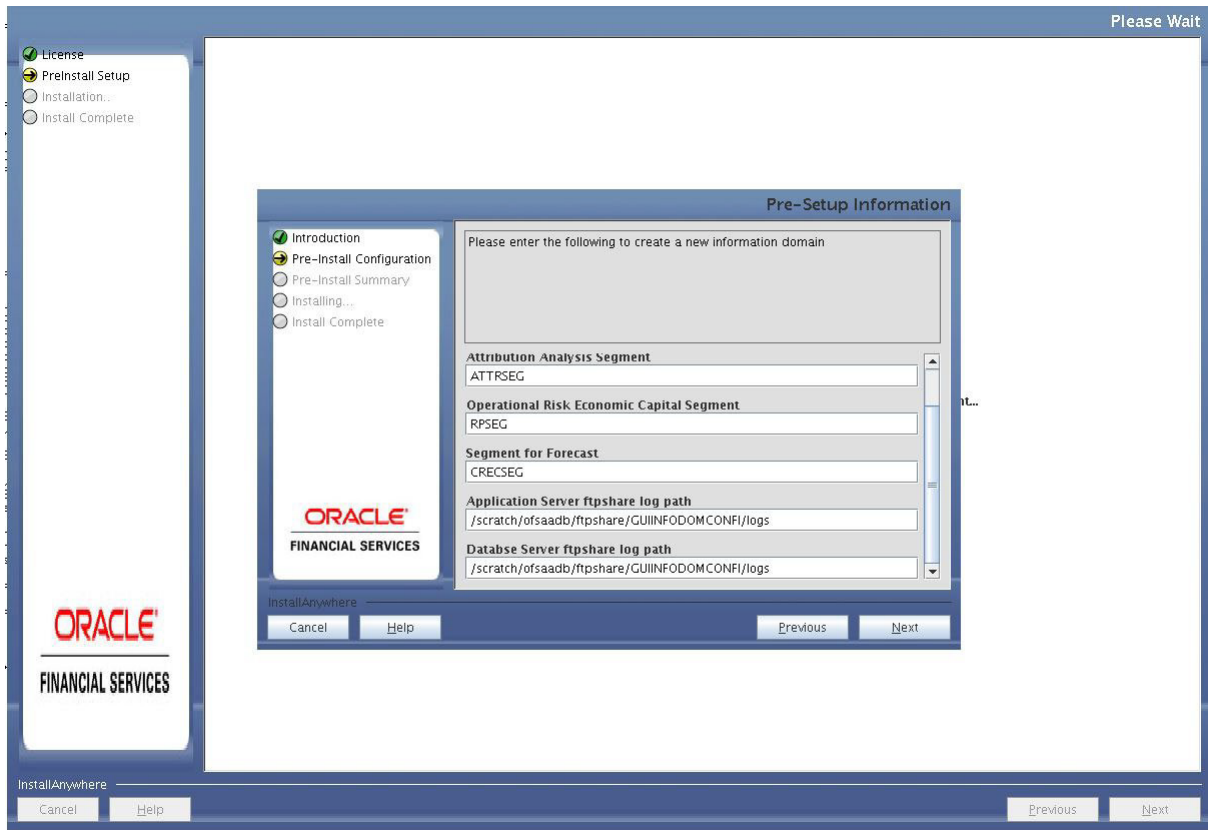 Please Wait
License
PreInstall Setup
Installation..
Install Complete
Pre-Setup Information
Introduction
Pre-Install Configuration
Pre-Install Summary
Installing...
Install Complete
Please enter the following to create a new information domain
Attribution Analysis Segment
ATTRSEG
Operational Risk Economic Capital Segment
RPSEG
Segment for Forecast
CRECSEG
Application Server ftpshare log path
/scratch/ofsaadb/ftpshare/GUIINFODOMCONFI/logs
Databse Server ftpshare log path
/scratch/ofsaadb/ftpshare/GUIINFODOMCONFI/logs
ORACLE
FINANCIAL SERVICES
InstallAnywhere
Cancel
Help
Previous
Next
ORACLE
FINANCIAL SERVICES
InstallAnywhere
Cancel
Help
Previous
Next